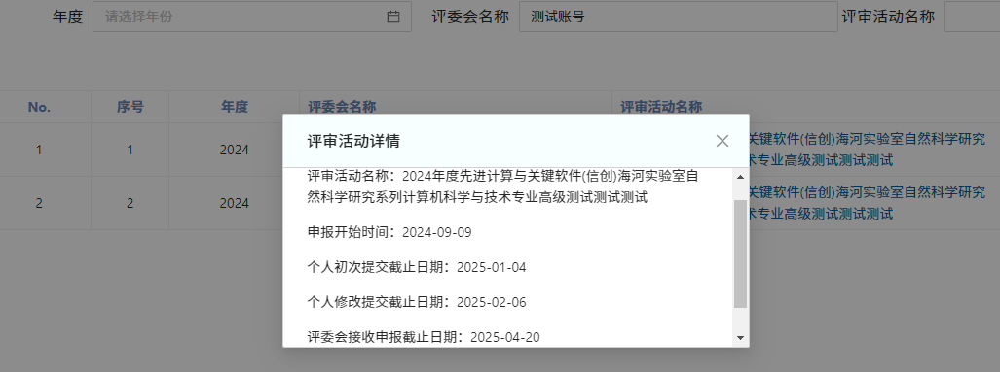 年度 请选择年份 评委会名称 测试账号 评审活动名称
No. 序号 年度 评委会名称 评审活动名称
评审活动详情
1 1 2024 关键软件(信创)海河实验室自然科学研究
术专业高级测试测试测试
2 2 2024 关键软件(信创)海河实验室自然科学研究
术专业高级测试测试测试
评审活动名称：2024年度先进计算与关键软件(信创)海河实验室自
然科学研究系列计算机科学与技术专业高级测试测试测试
申报开始时间：2024-09-09
个人初次提交截止日期：2025-01-04
个人修改提交截止日期：2025-02-06
评委会接收申报截止日期：2025-04-20